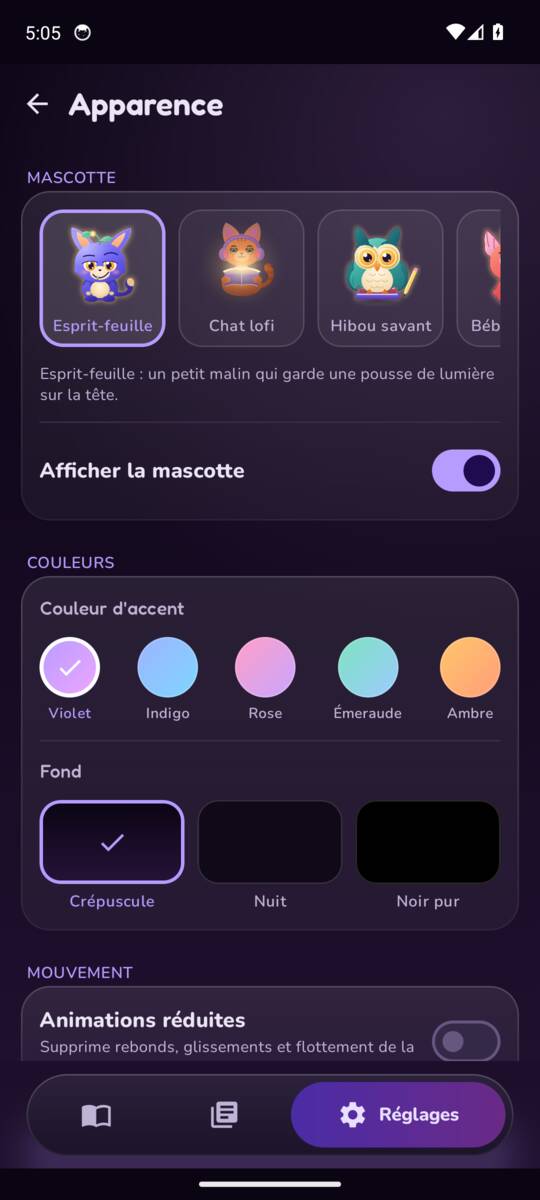 5:05
Apparence
MASCOTTE
Esprit-feuille
Chat lofi
Hibou savant
Béb
Esprit-feuille : un petit malin qui garde une pousse de lumière
sur la tête.
Afficher la mascotte
COULEURS
Couleur d'accent
Violet
Indigo
Rose
Émeraude
Ambre
Fond
Crépuscule
Nuit
Noir pur
MOUVEMENT
Animations réduites
Supprime rebonds, glissements et flottement de la
Réglages